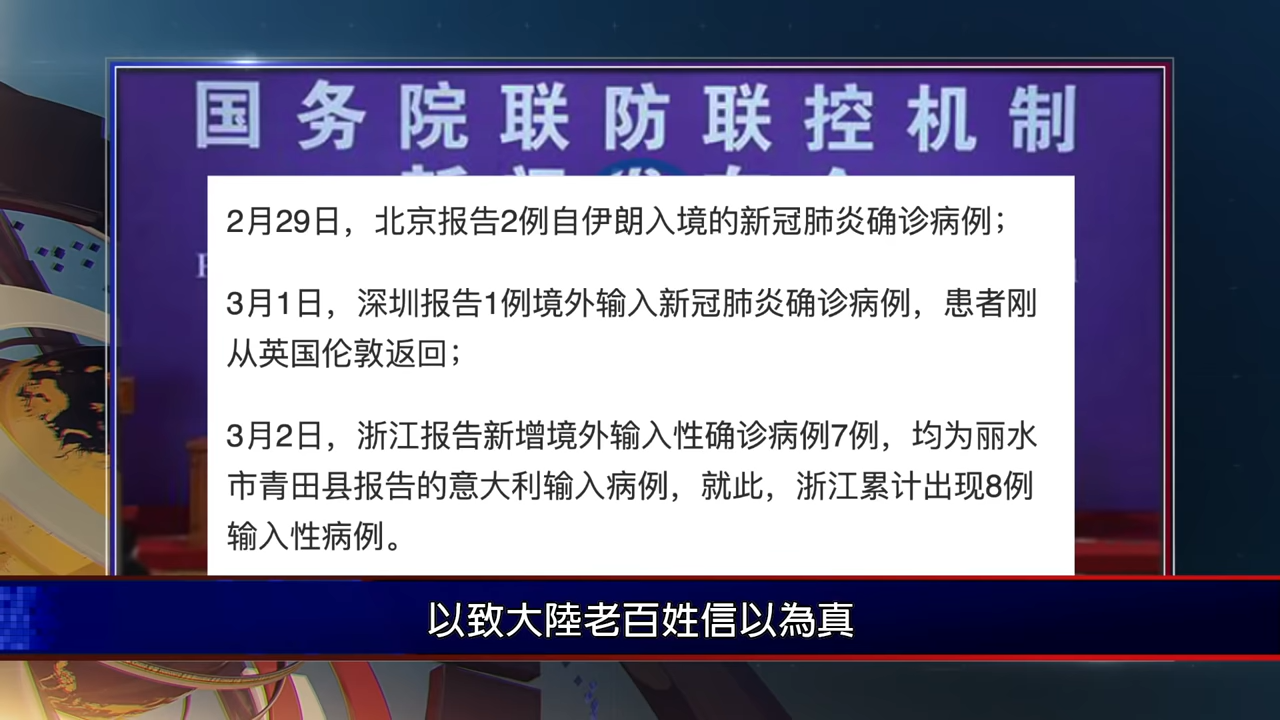 国务院联防联控机制
2月29日，北京报告2例自伊朗入境的新冠肺炎确诊病例；
3月1日，深圳报告1例境外输入新冠肺炎确诊病例，患者刚
从英国伦敦返回；
3月2日，浙江报告新增境外输入性确诊病例7例，均为丽水
市青田县报告的意大利输入病例，就此，浙江累计出现8例
输入性病例。
以致大陸老百姓信以為真